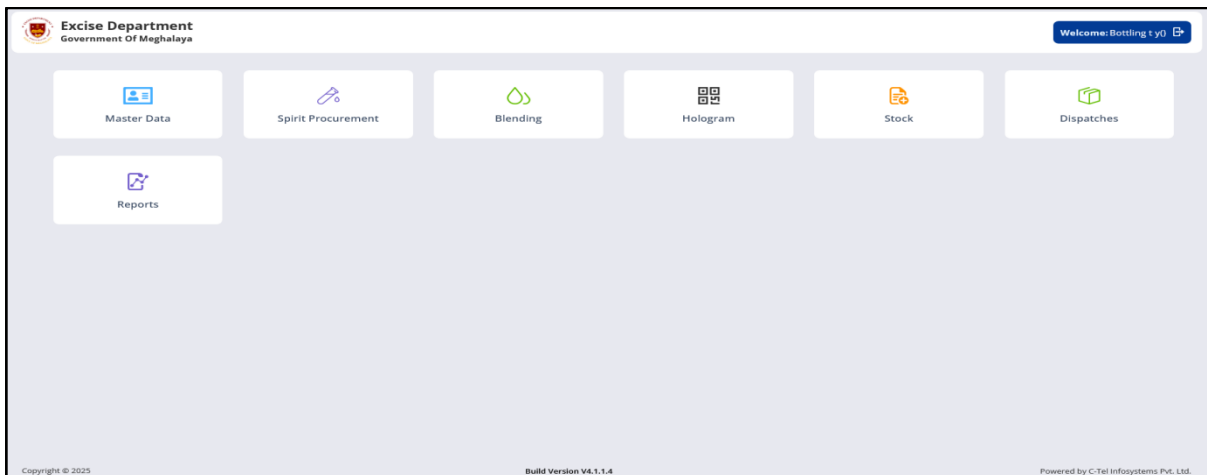 Excise Department
Government Of Meghalaya
Welcome: Bottling t y()
Master Data
Spirit Procurement
Blending
Hologram
Stock
Dispatches
Reports
Copyright © 2025
Build Version V4.1.1.4
Powered by C-Tel Infosystems Pvt. Ltd.